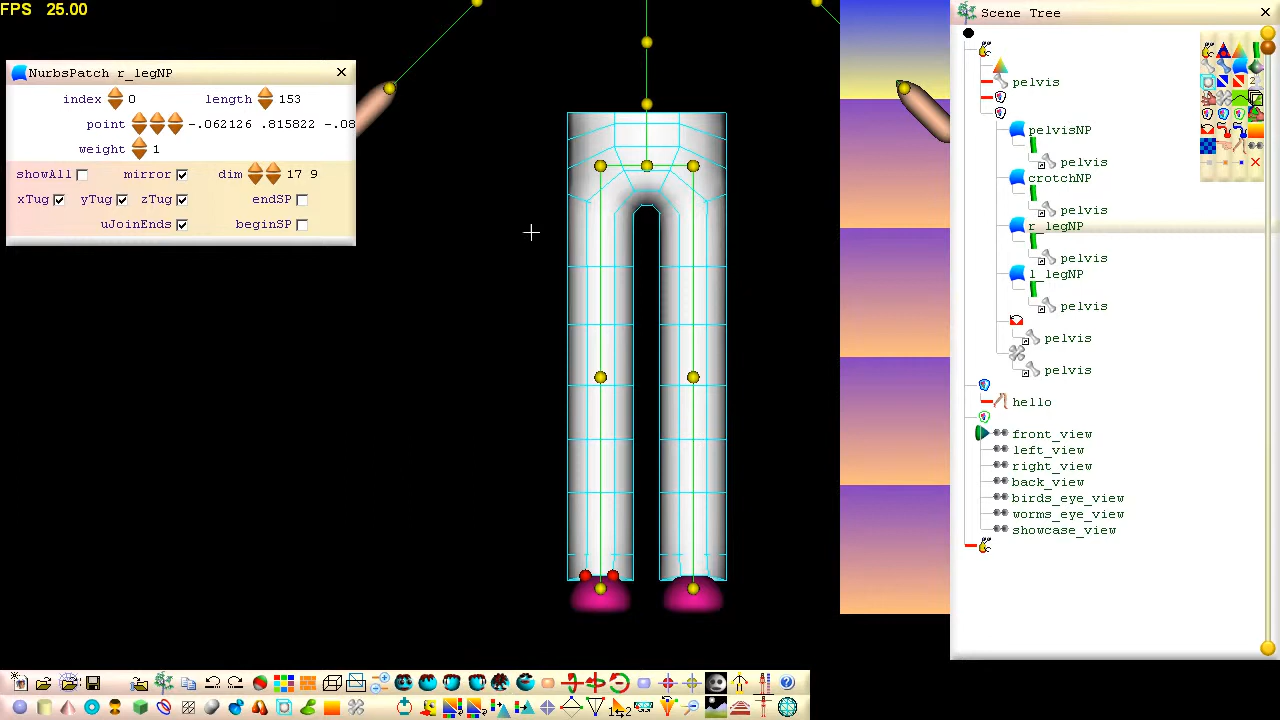 FPS 25.00
NurbsPatch r_legNP
index 0 length 153
point -.062126 .815822 -.08
weight 1
howAll mirror dim 17 9
xTug yTug zTug endSP
uJoinEnds beginSP
Scene Tree
pelvis
pelvisNP
pelvis
crotchNP
pelvis
r_legNP
pelvis
l_legNP
pelvis
pelvis
pelvis
hello
front_view
left_view
right_view
back_view
birds_eye_view
worms_eye_view
showcase_view